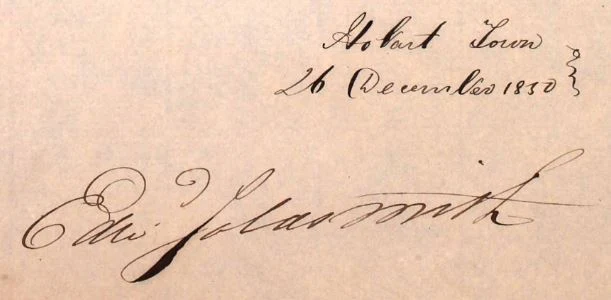 Hobart Town
26 December 1850
Edw. Goldsmith